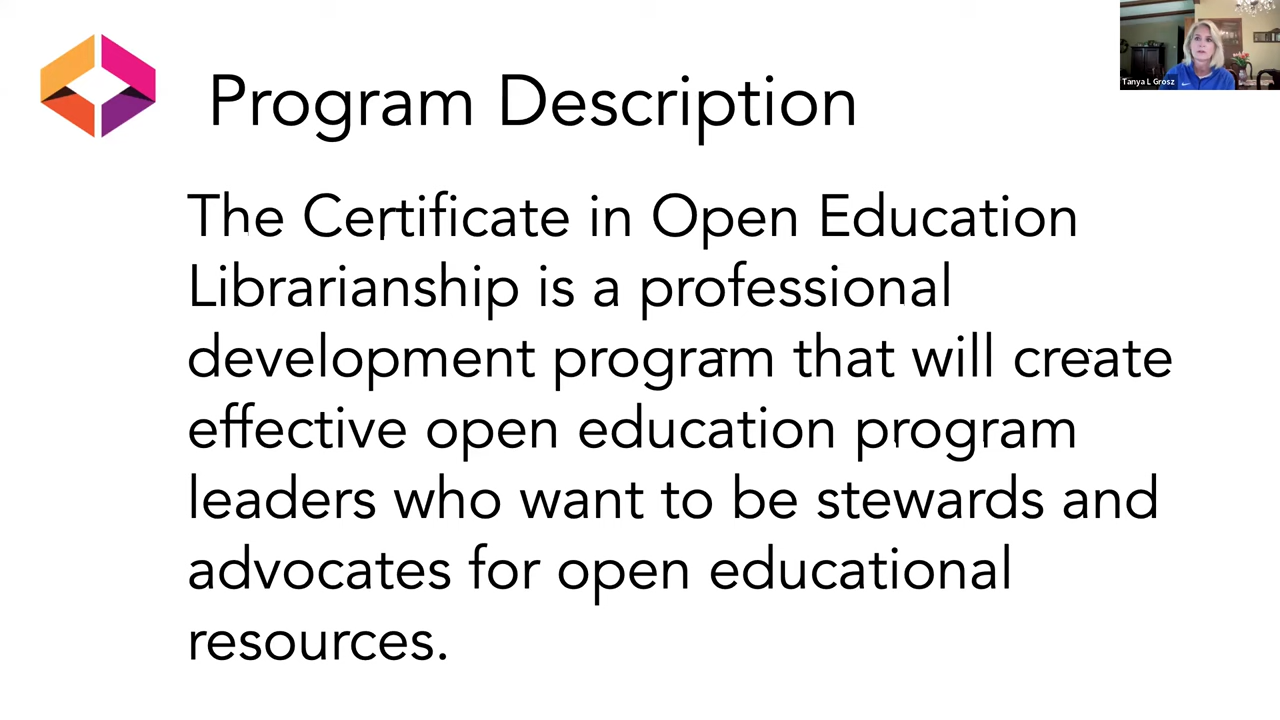 Program Description
Tanya L Grosz
The Certificate in Open Education
Librarianship is a professional
development program that will create
effective open education program
leaders who want to be stewards and
advocates for open educational
resources.